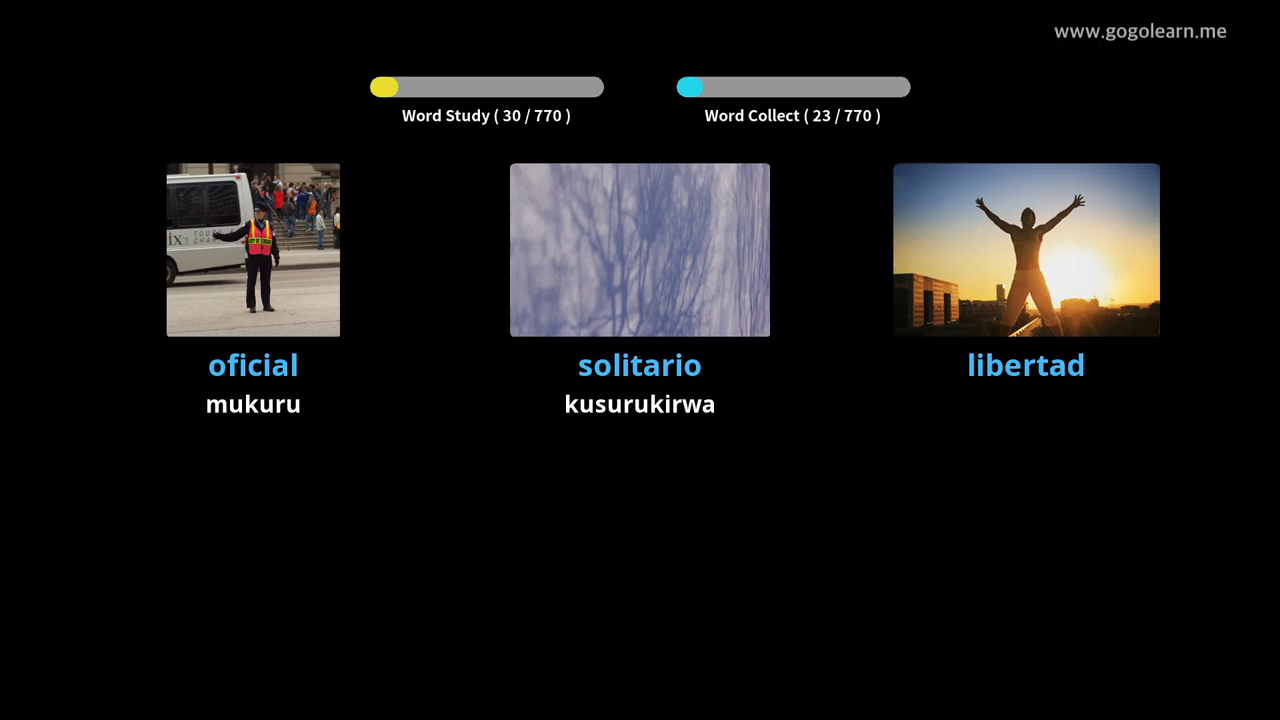 www.gogolearn.me
Word Study ( 30 / 770 )
Word Collect ( 23 / 770 )
oficial
mukuru
solitario
kusurukirwa
libertad